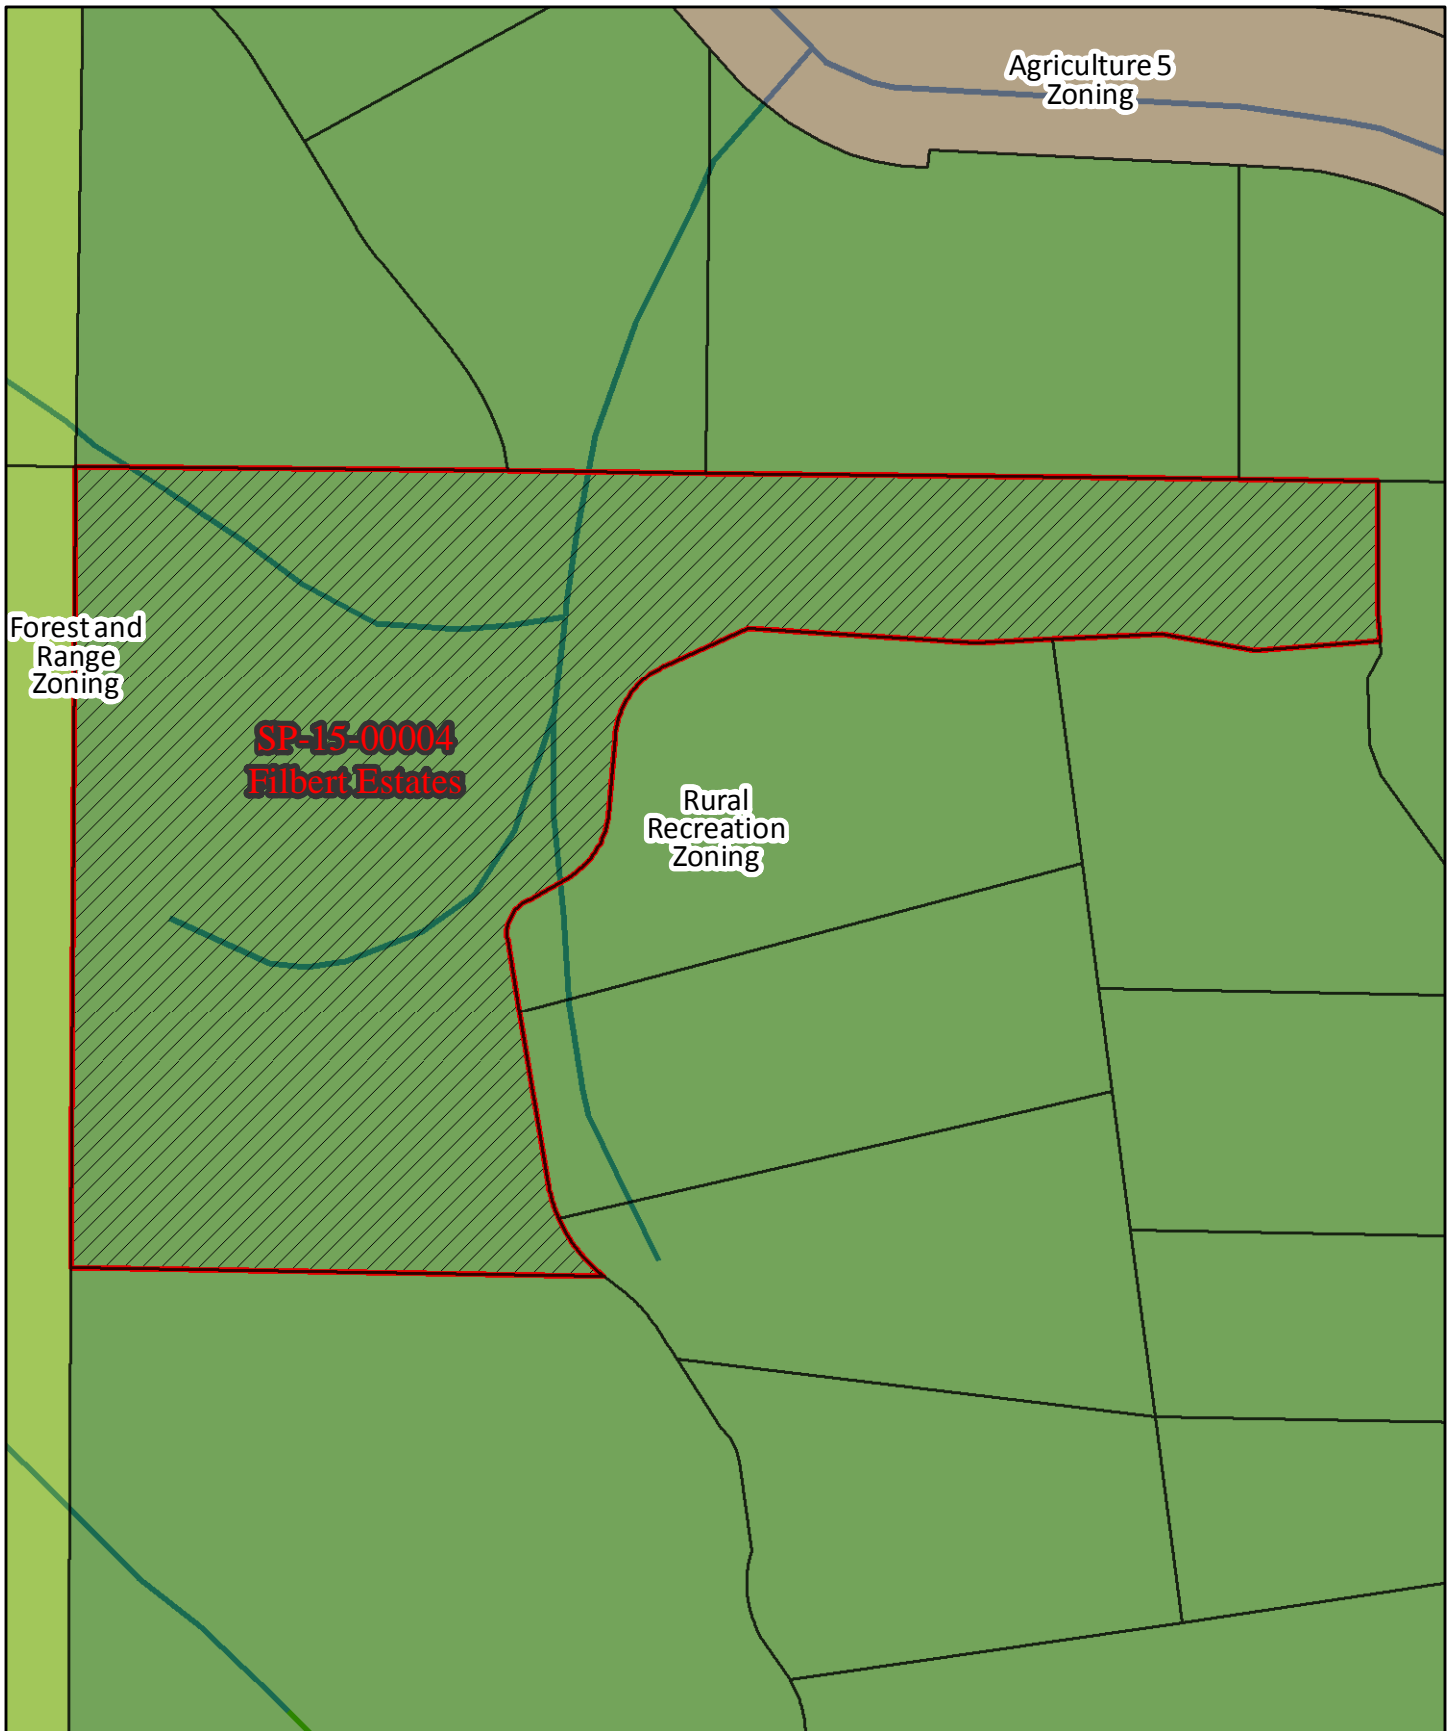 Agriculture 5
Zoning
Forest and
Range
Zoning
SP-15-00004
Filbert Estates
Rural
Recreation
Zoning